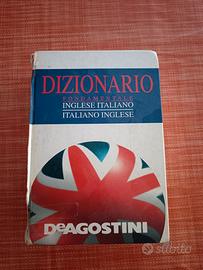 DIZIONARIO
FONDAMENTALE
INGLESE ITALIANO
ITALIANO INGLESE
DEAGOSTINI
subito